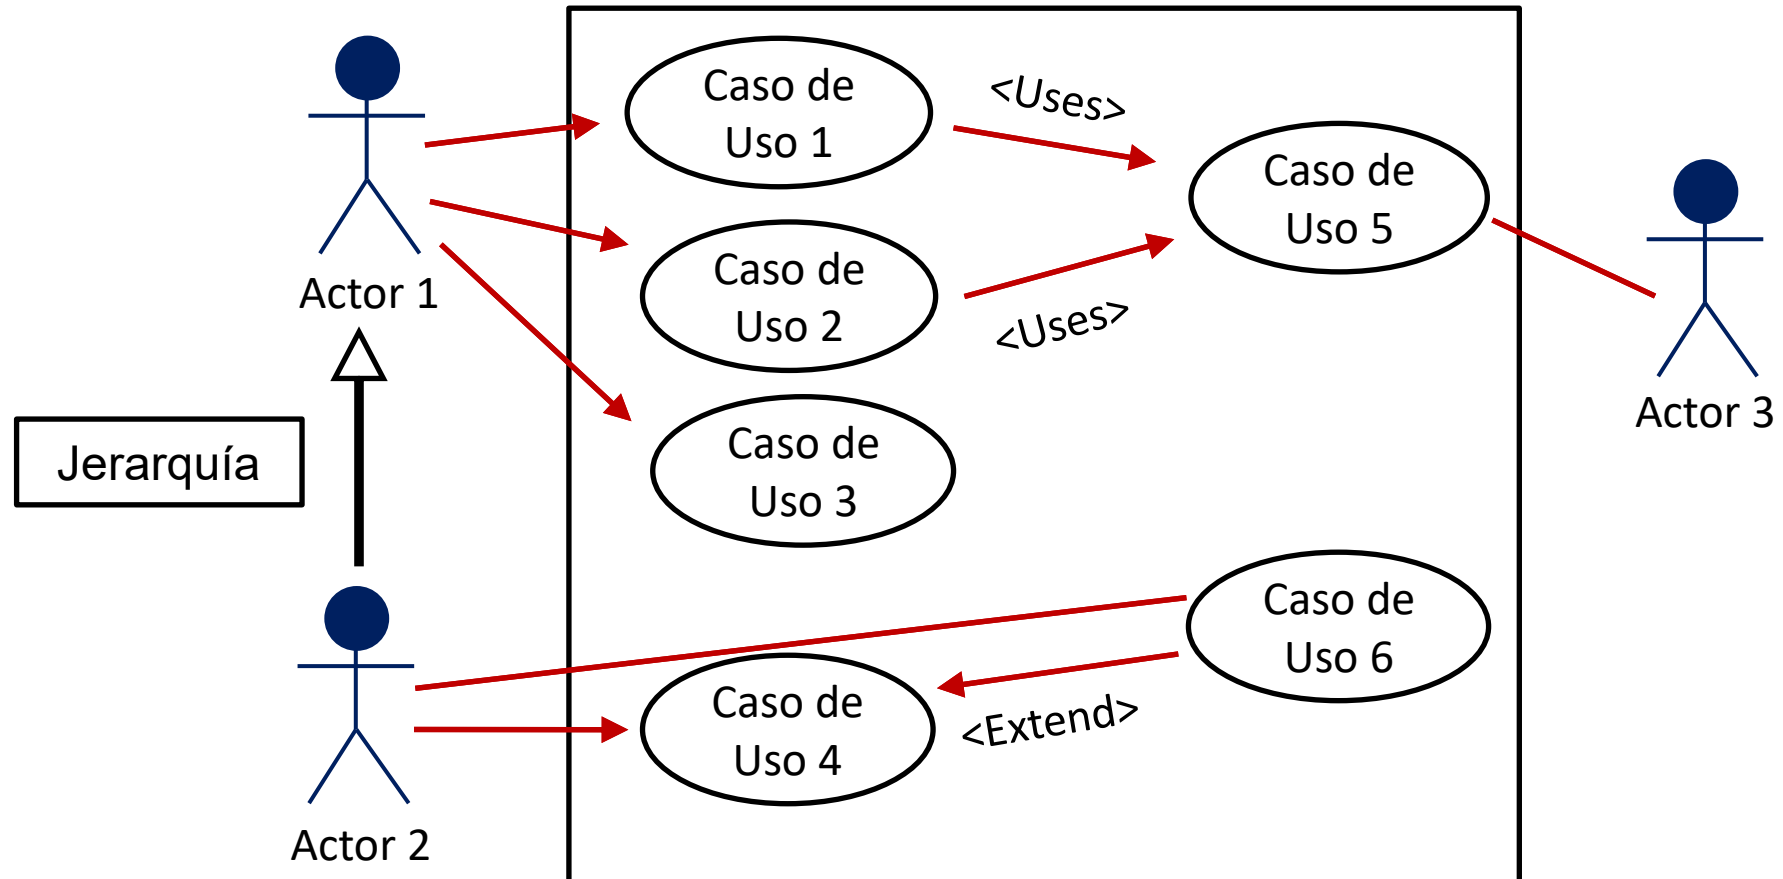 Caso de
Uso 1
<Uses>
Caso de
Uso 5
Actor 1
Caso de
Uso 2
<Uses>
Actor 3
Jerarquía
Caso de
Uso 3
Caso de
Uso 6
Caso de
Uso 4
<Extend>
Actor 2